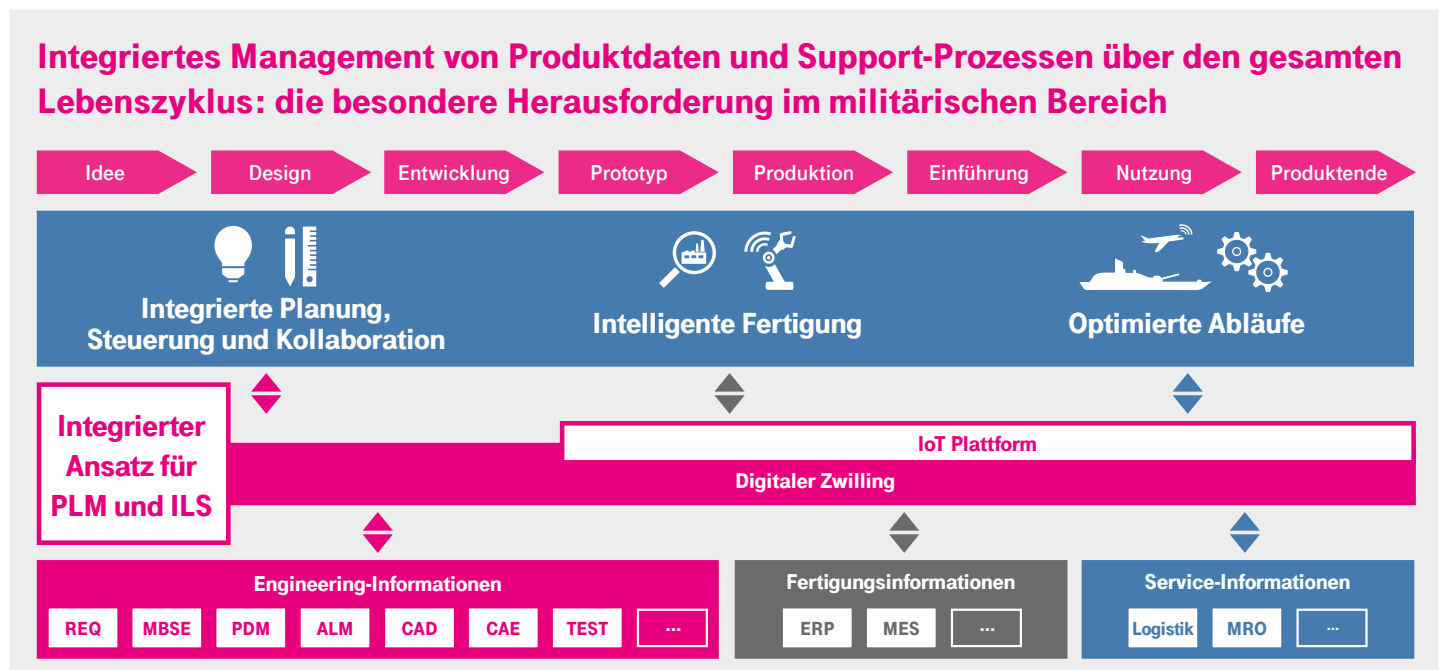 Integriertes Management von Produktdaten und Support-Prozessen über den gesamten
Lebenszyklus: die besondere Herausforderung im militärischen Bereich
Idee
Design
Entwicklung
Prototyp
Produktion
Einführung
Nutzung
Produktende
Integrierte Planung,
Steuerung und Kollaboration
Intelligente Fertigung
Optimierte Abläufe
Integrierter
Ansatz für
PLM und ILS
IoT Plattform
Digitaler Zwilling
Engineering-Informationen
REQ
MBSE
PDM
ALM
CAD
CAE
TEST
...
Fertigungsinformationen
ERP
MES
...
Service-Informationen
Logistik
MRO
...